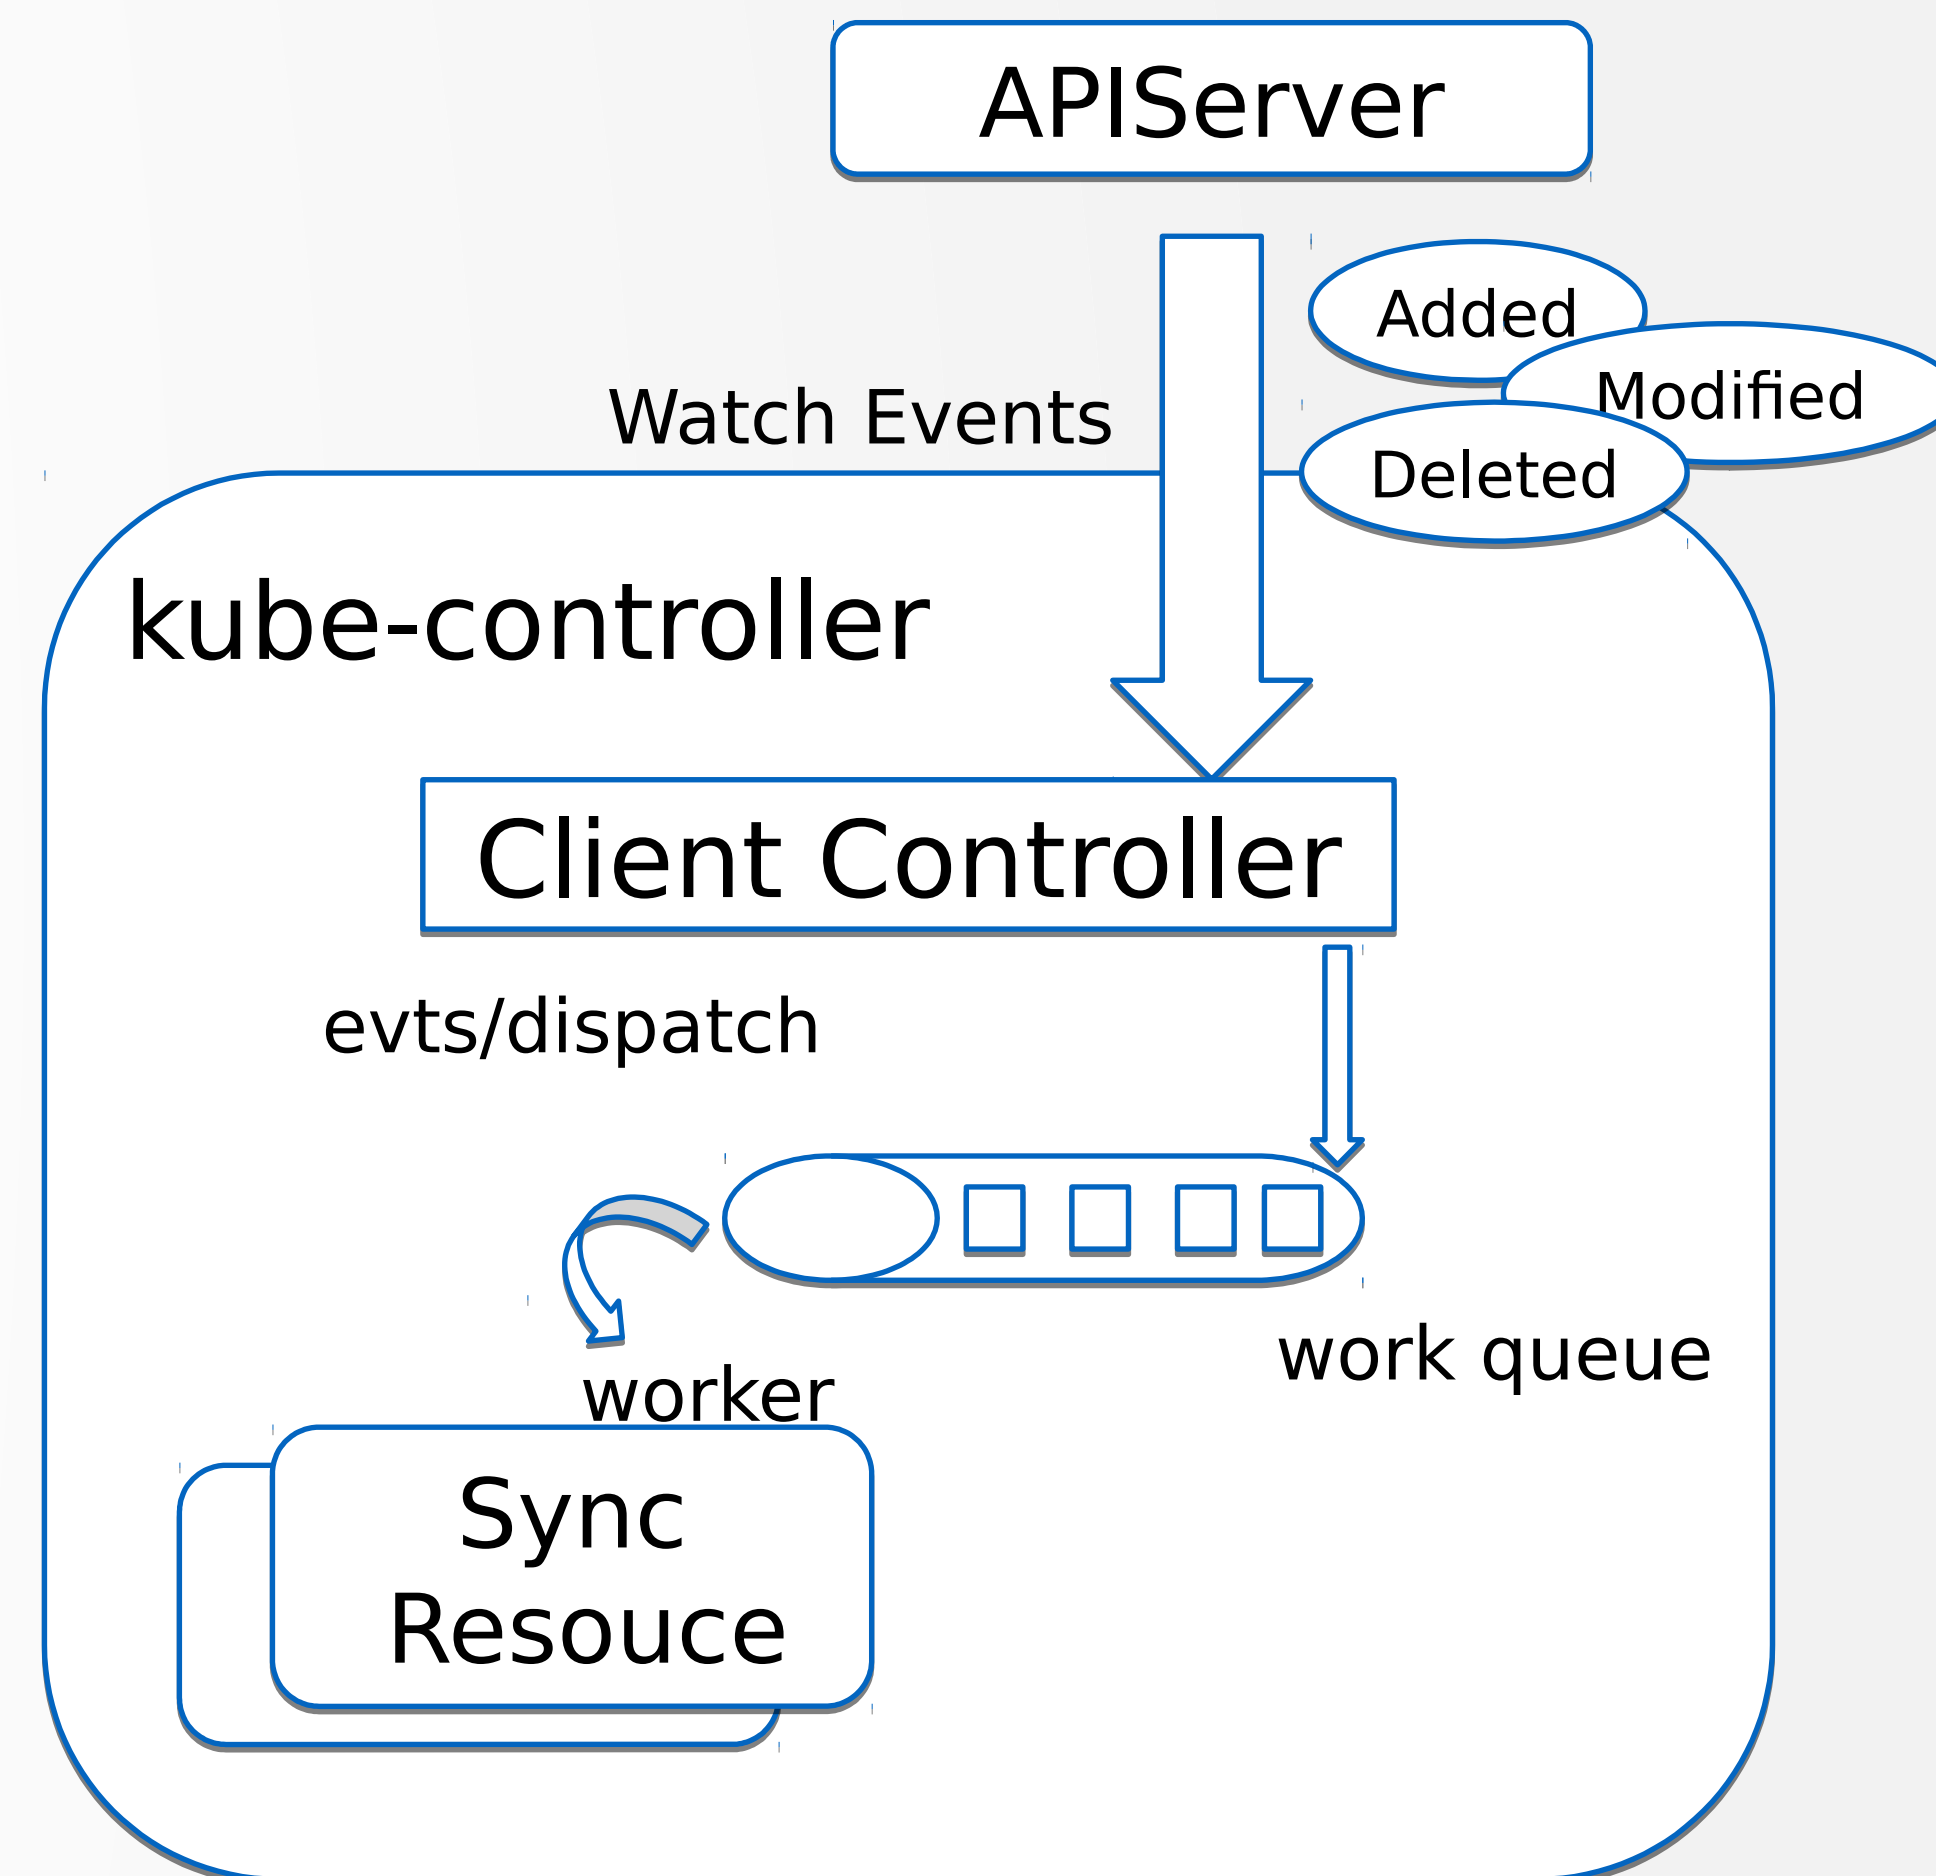 APIServer
Added
Modified
Watch Events
Deleted
kube-controller
Client Controller
evts/dispatch
work queue
worker
Sync
Resouce